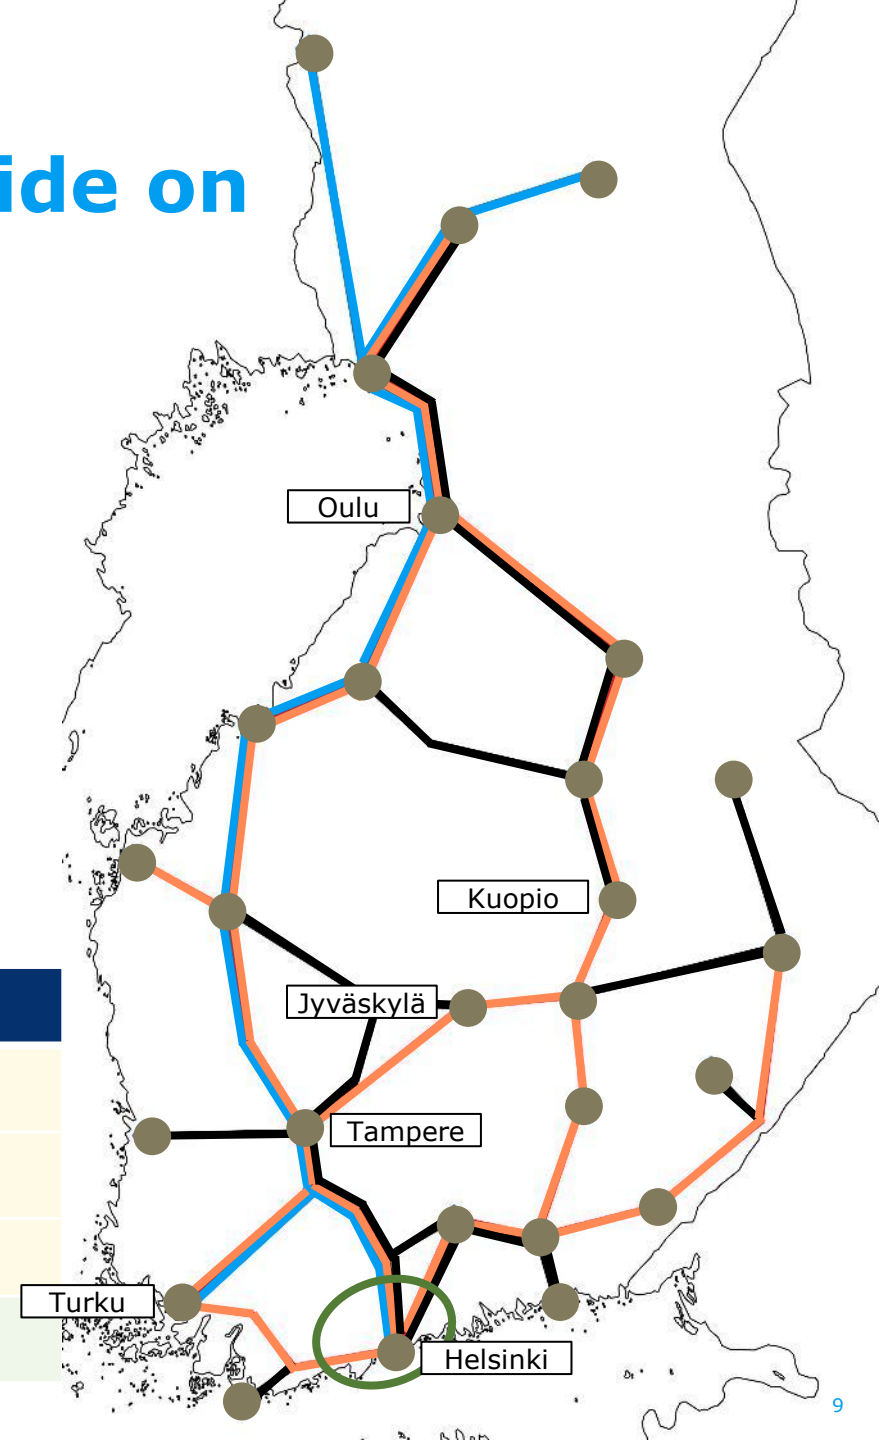 ide on
Oulu
Kuopio
Jyväskylä
Tampere
Turku
Helsinki
9